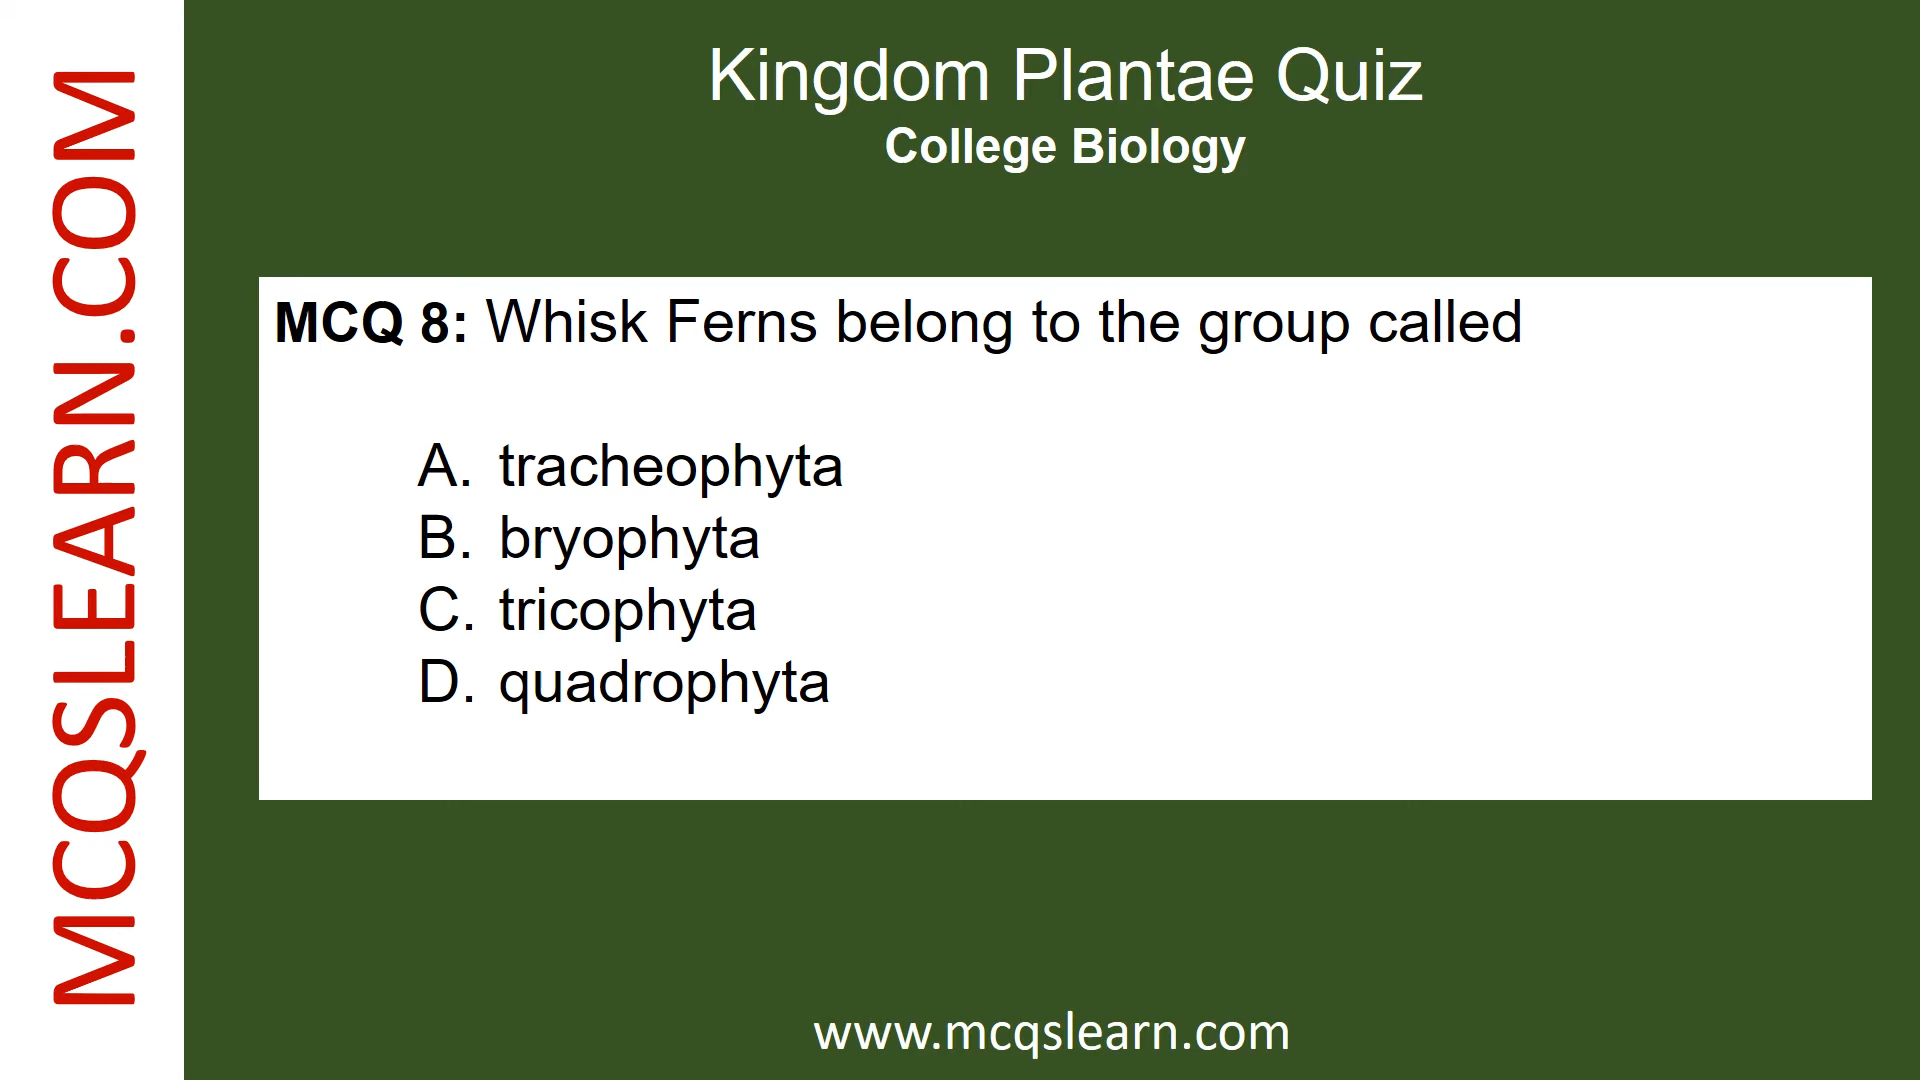 MCQSLEARN.COM
Kingdom Plantae Quiz
College Biology
MCQ 8: Whisk Ferns belong to the group called
A. tracheophyta
B. bryophyta
C. tricophyta
D. quadrophyta
www.mcqslearn.com